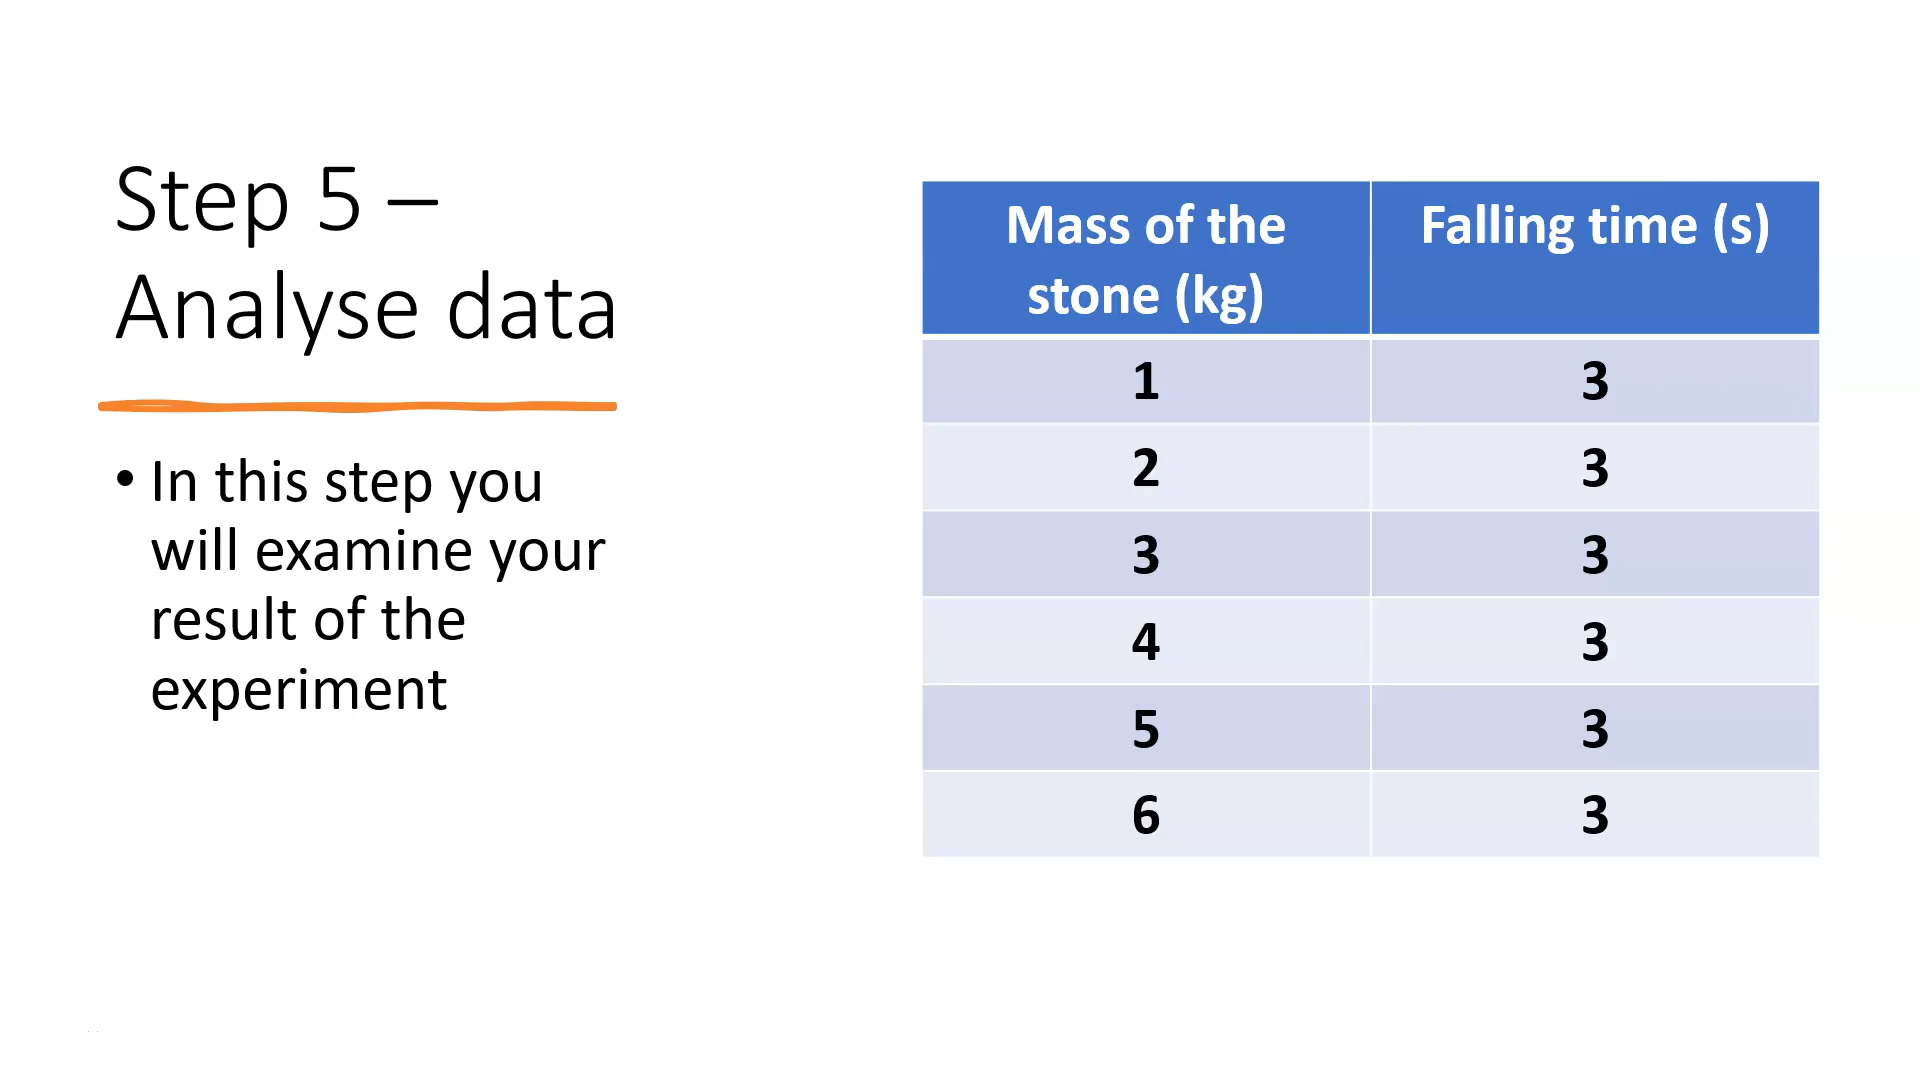 Step 5 –
Analyse data
• In this step you
will examine your
result of the
experiment
Mass of the
stone (kg)
Falling time (s)
1 3
2 3
3 3
4 3
5 3
6 3